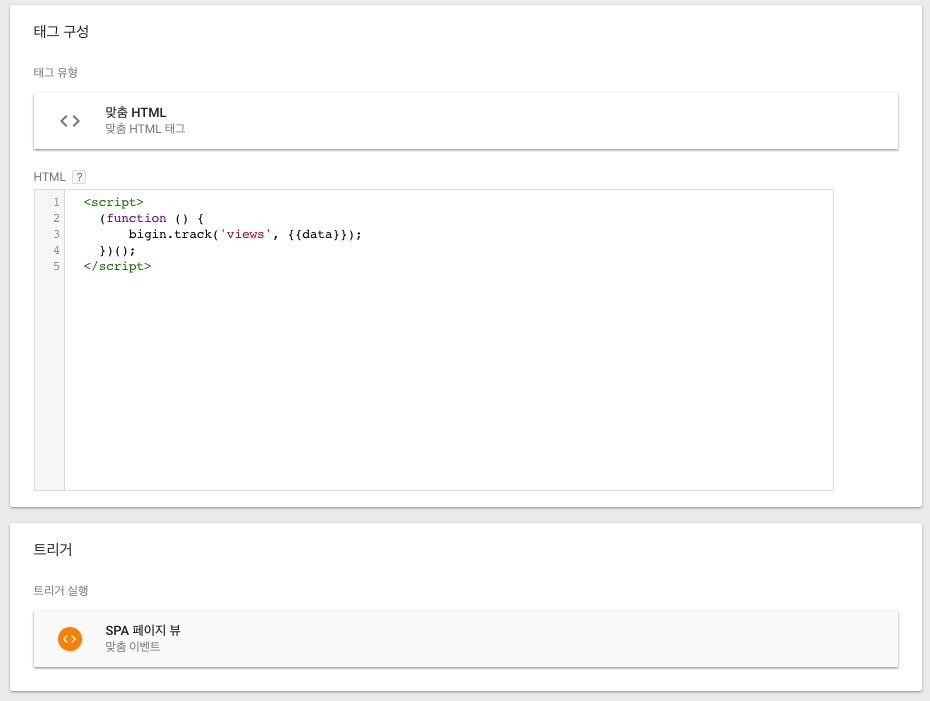 태그 구성
태그 유형
맞춤 HTML
맞춤 HTML 태그
HTML ?
1 <script>
2 (function () {
3 bigin.track('views', {{data}});
4 })();
5 </script>
트리거
트리거 실행
SPA 페이지 뷰
맞춤 이벤트